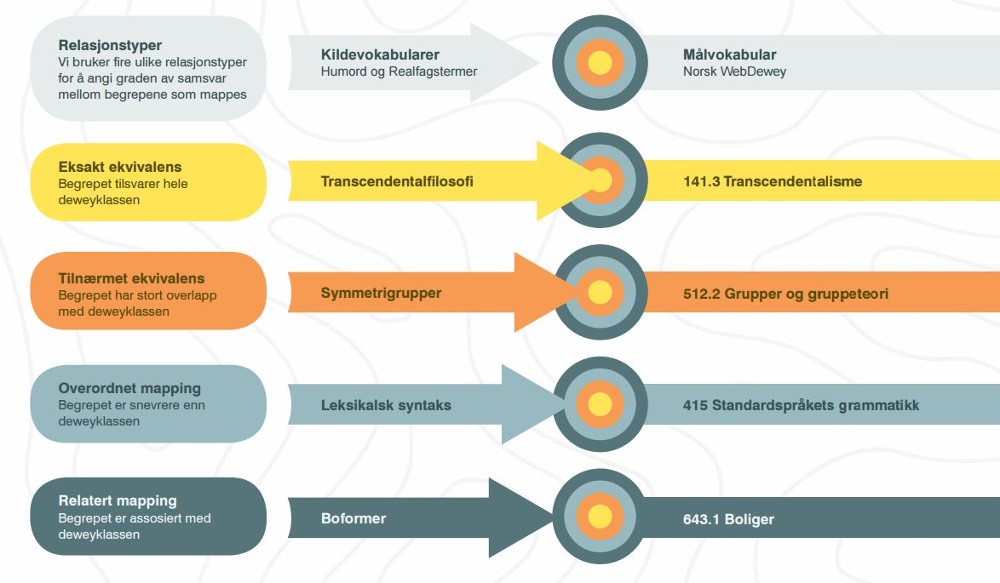 Relasjonstyper
Vi bruker fire ulike relasjonstyper
for å angi graden av samsvar
mellom begrepene som mappes
Kildevokabularer
Humord og Realfagstermer
Målvokabular
Norsk WebDewey
Eksakt ekvivalens
Begrepet tilsvarer hele
deweyklassen
Transcendentalfilosofi
141.3 Transcendentalisme
Tilnærmet ekvivalens
Begrepet har stort overlapp
med deweyklassen
Symmetrigrupper
512.2 Grupper og gruppeteori
Overordnet mapping
Begrepet er snevrere enn
deweyklassen
Leksikalsk syntaks
415 Standardspråkets grammatikk
Relatert mapping
Begrepet er assosiert med
deweyklassen
Boformer
643.1 Boliger